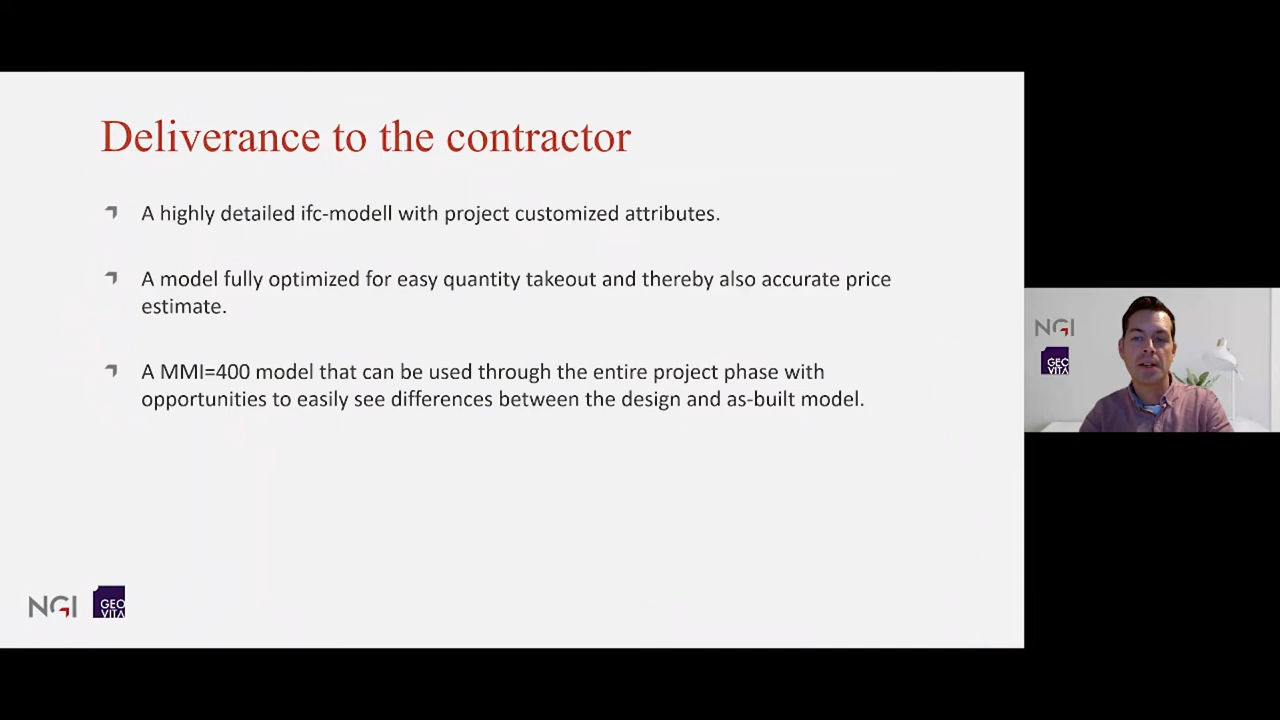 Deliverance to the contractor
A highly detailed ifc-modell with project customized attributes.
A model fully optimized for easy quantity takeout and thereby also accurate price
estimate.
A MMI=400 model that can be used through the entire project phase with
opportunities to easily see differences between the design and as-built model.
NGI
GEO
VITA
NGI
GEO
VITA